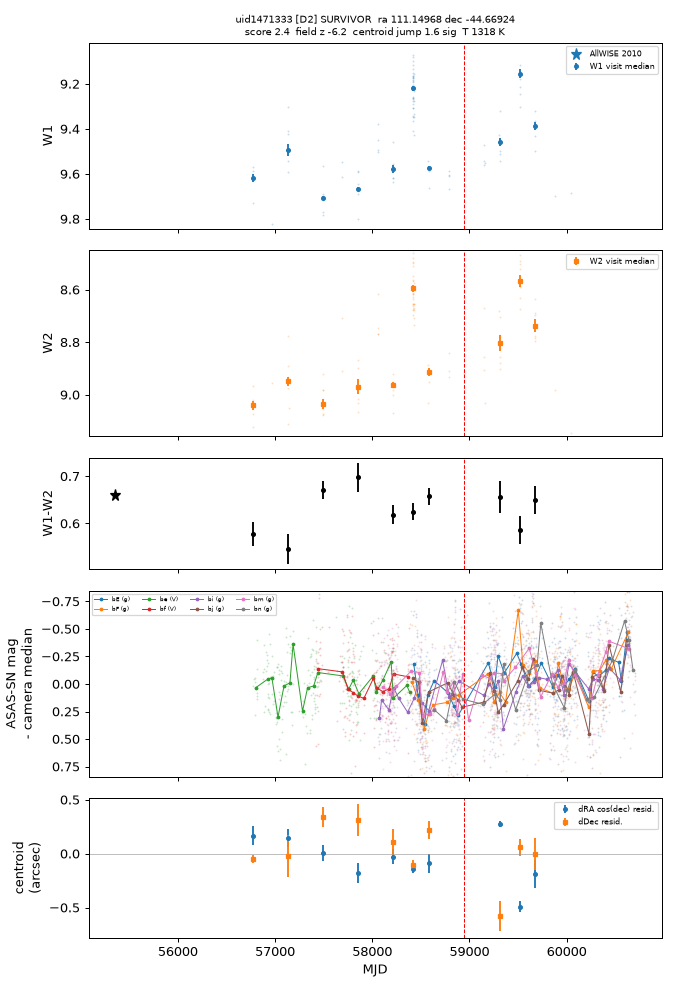 uid1471333 [D2] SURVIVOR  ra 111.14968 dec -44.66924
score 2.4  field z -6.2  centroid jump 1.6 sig  T 1318 K
AllWISE 2010
W1 visit median
9.2
9.4
9.6
9.8
W1
W2 visit median
8.6
8.8
9.0
W2
0.7
0.6
W1-W2
bE (g)
bF (g)
be (V)
bf (V)
bi (g)
bj (g)
bm (g)
bn (g)
−0.75
−0.50
−0.25
0.00
0.25
0.50
0.75
ASAS-SN mag
- camera median
dRA cos(dec) resid.
dDec resid.
0.5
0.0
−0.5
centroid
(arcsec)
56000
57000
58000
59000
60000
MJD